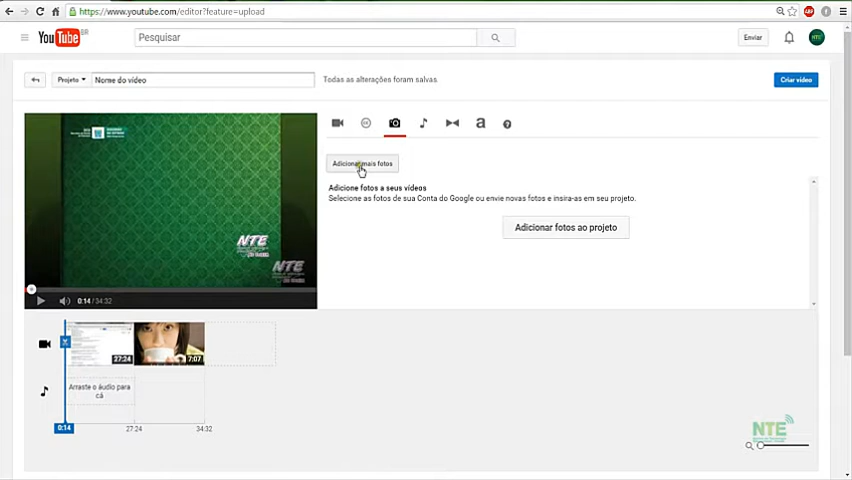 https://www.youtube.com/editor?feature=upload
YouTube BR
Pesquisar
Enviar
Projeto
Nome do vídeo
Todas as alterações foram salvas.
Criar vídeo
Adicionar mais fotos
Adicione fotos a seus vídeos
Selecione as fotos de sua Conta do Google ou envie novas fotos e insira-as em seu projeto.
Adicionar fotos ao projeto
NTE
NTE
0:14 / 34:32
27:24
7:07
Arraste o áudio para
cá
0:14
27:24
34:32
NTE